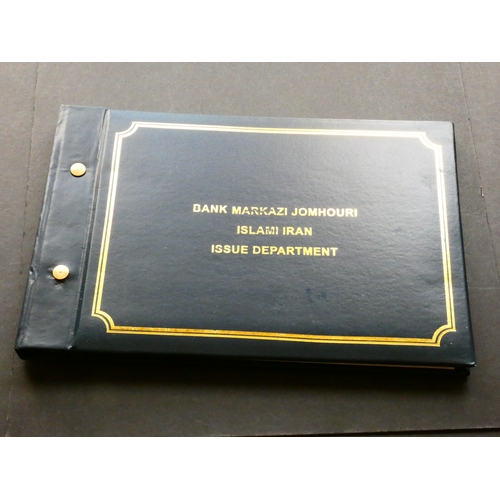 BANK MARKAZI JOMHOURI
ISLAMI IRAN
ISSUE DEPARTMENT